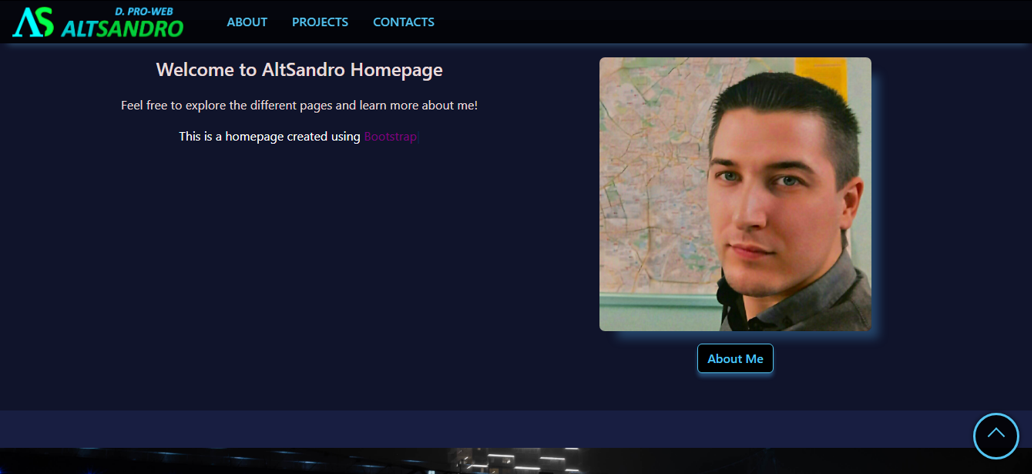 AS D. PRO-WEB
ALTSANDRO
ABOUT PROJECTS CONTACTS
Welcome to AltSandro Homepage
Feel free to explore the different pages and learn more about me!
This is a homepage created using Bootstrap.
About Me